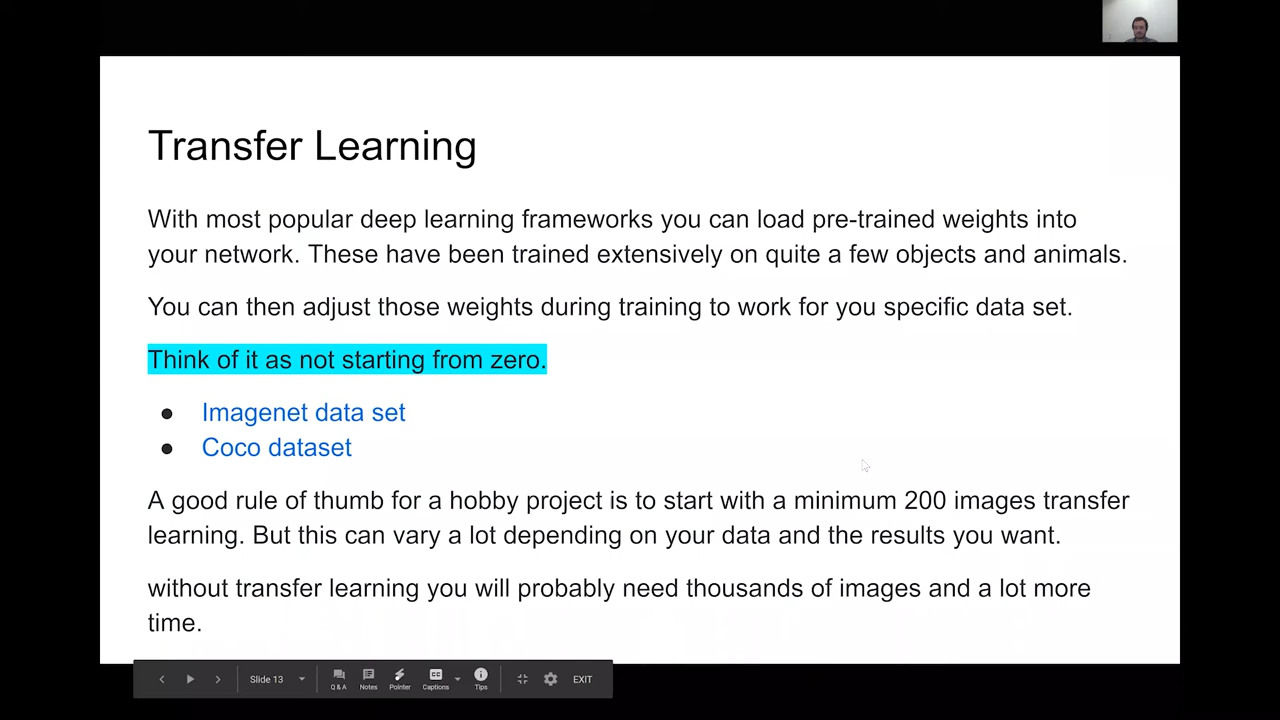 Transfer Learning
With most popular deep learning frameworks you can load pre-trained weights into
your network. These have been trained extensively on quite a few objects and animals.
You can then adjust those weights during training to work for you specific data set.
Think of it as not starting from zero.
● Imagenet data set
● Coco dataset
A good rule of thumb for a hobby project is to start with a minimum 200 images transfer
learning. But this can vary a lot depending on your data and the results you want.
without transfer learning you will probably need thousands of images and a lot more
time.
Slide 13
Q & A
Notes
Pointer
CC
Captions
Tips
EXIT